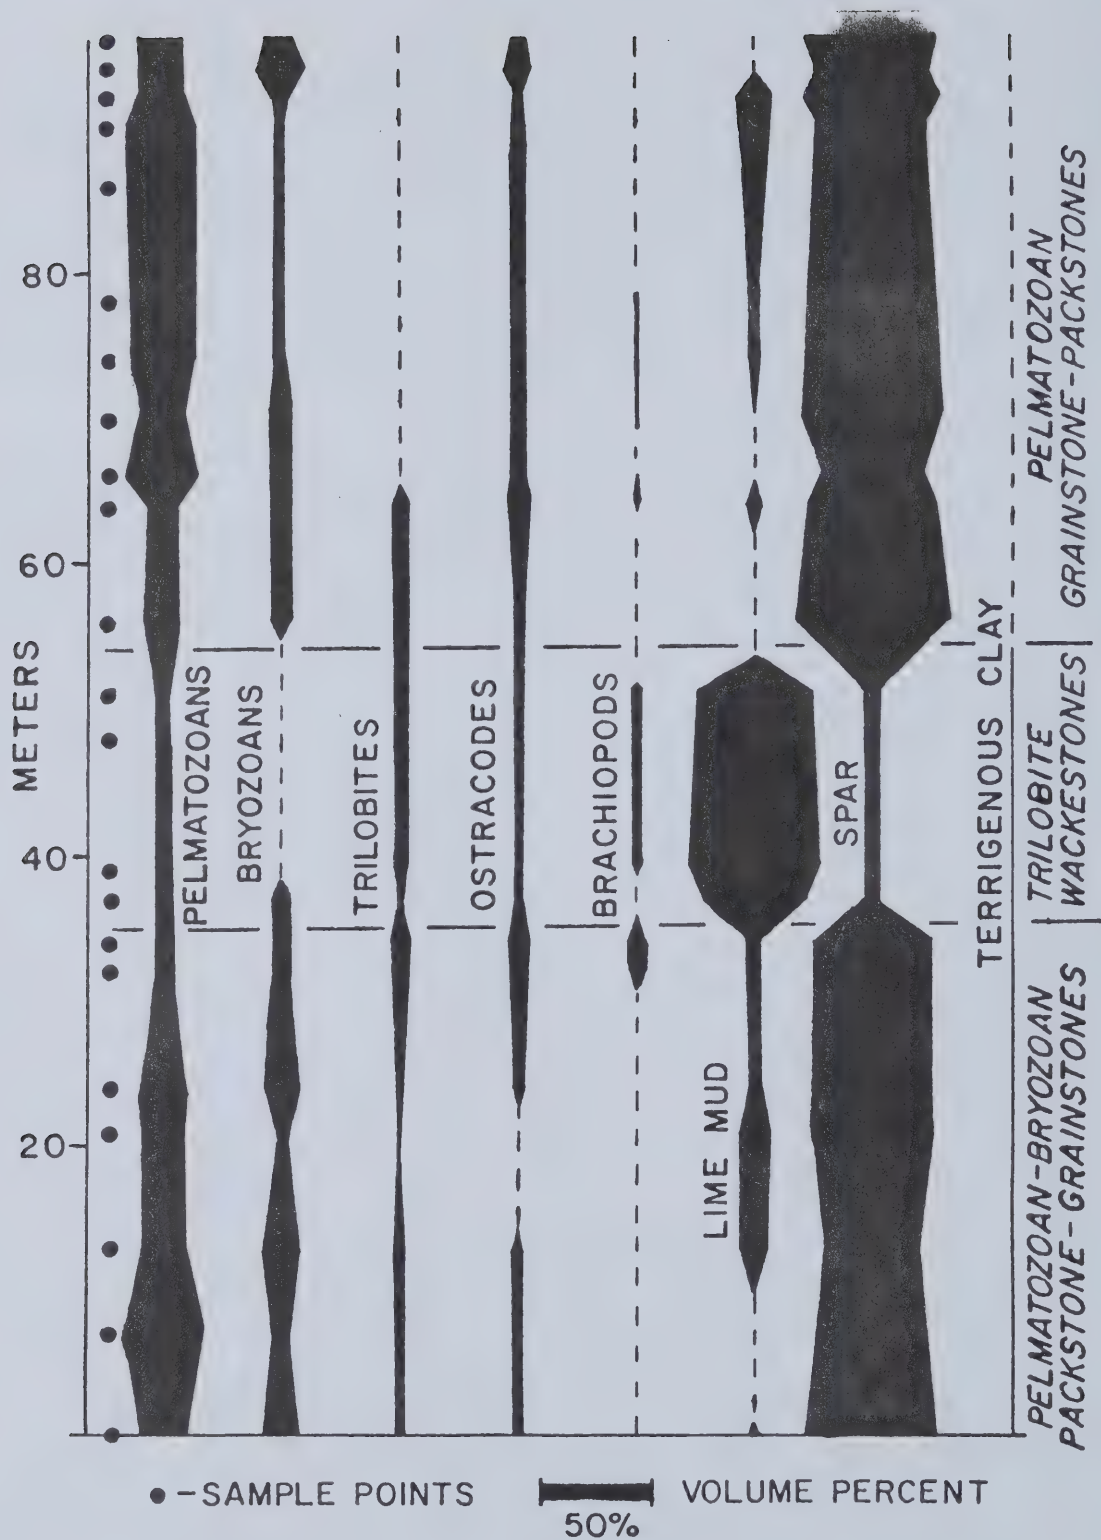 80-
60-
40-
20-
METERS
PELMATOZOANS
BRYOZOANS
TRILOBITES
OSTRACODES
BRACHIOPODS
LIME MUD
SPAR
TERRIGENOUS CLAY
PELMATOZOAN
GRAINSTONE-PACKSTONES
TRILOBITE
WACKESTONES
PELMATOZOAN-BRYOZOAN
PACKSTONE-GRAINSTONES
● -SAMPLE POINTS
VOLUME PERCENT
50%